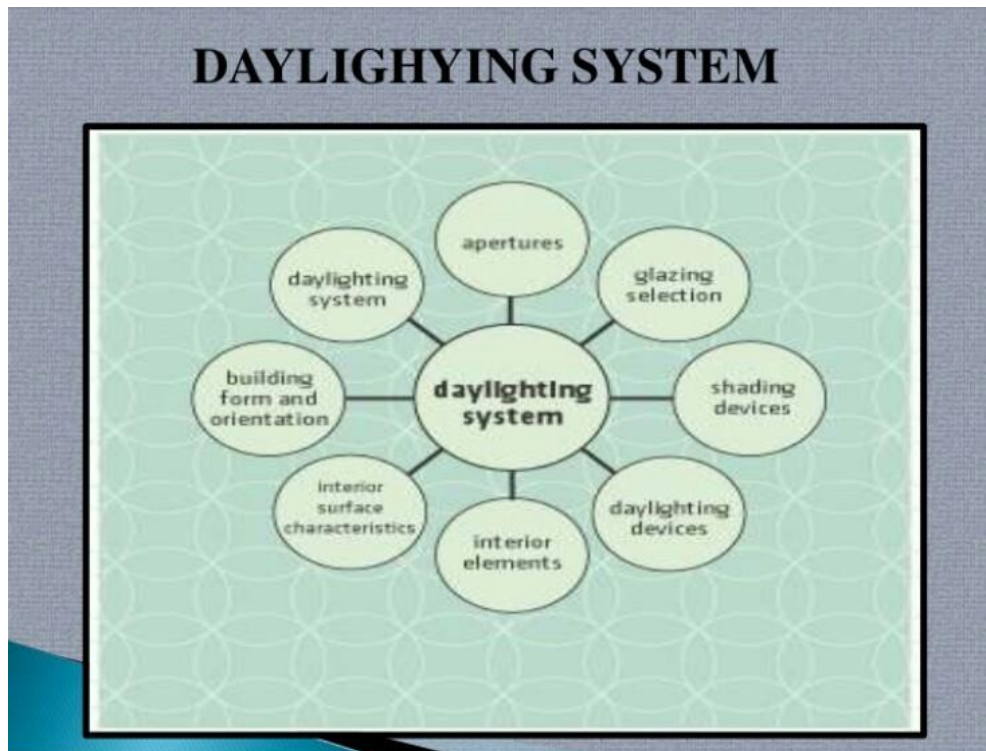 DAYLIGHYING SYSTEM
apertures
glazing
selection
shading
devices
daylighting
devices
interior
elements
interior
surface
characteristics
building
form and
orientation
daylighting
system
daylighting
system